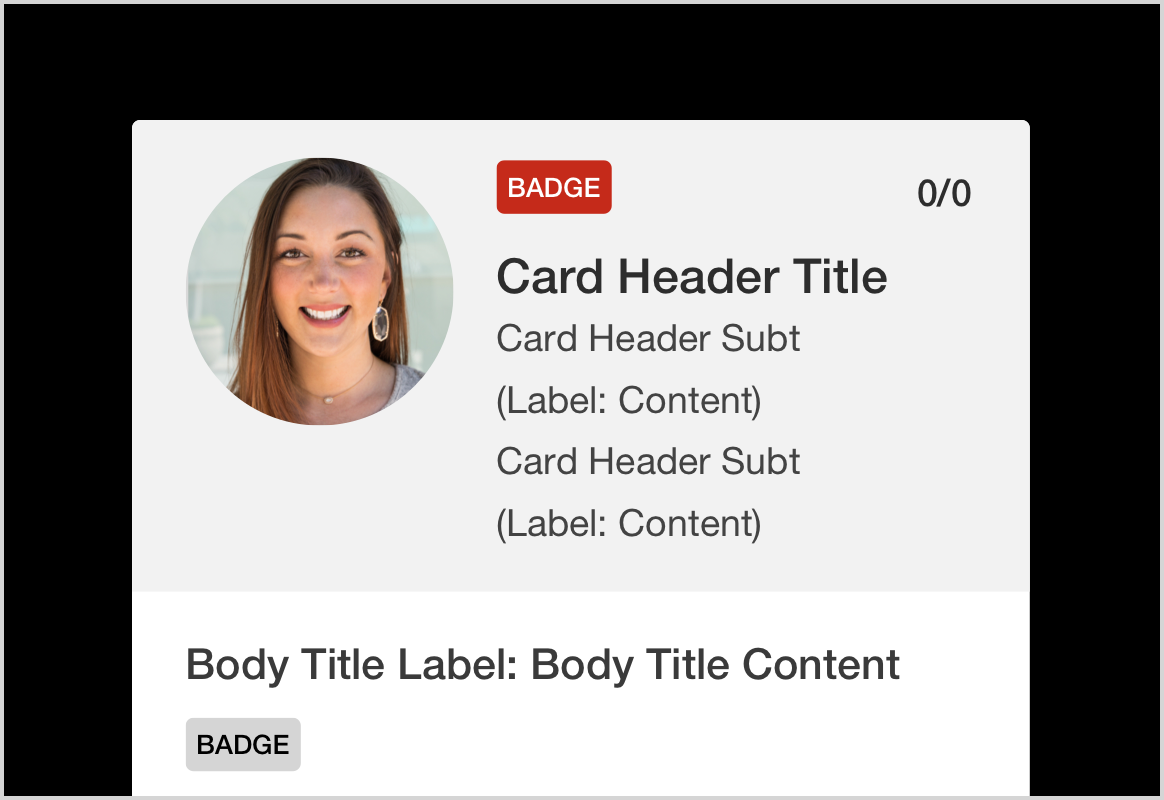 BADGE
0/0
Card Header Title
Card Header Subt
(Label: Content)
Card Header Subt
(Label: Content)
Body Title Label: Body Title Content
BADGE